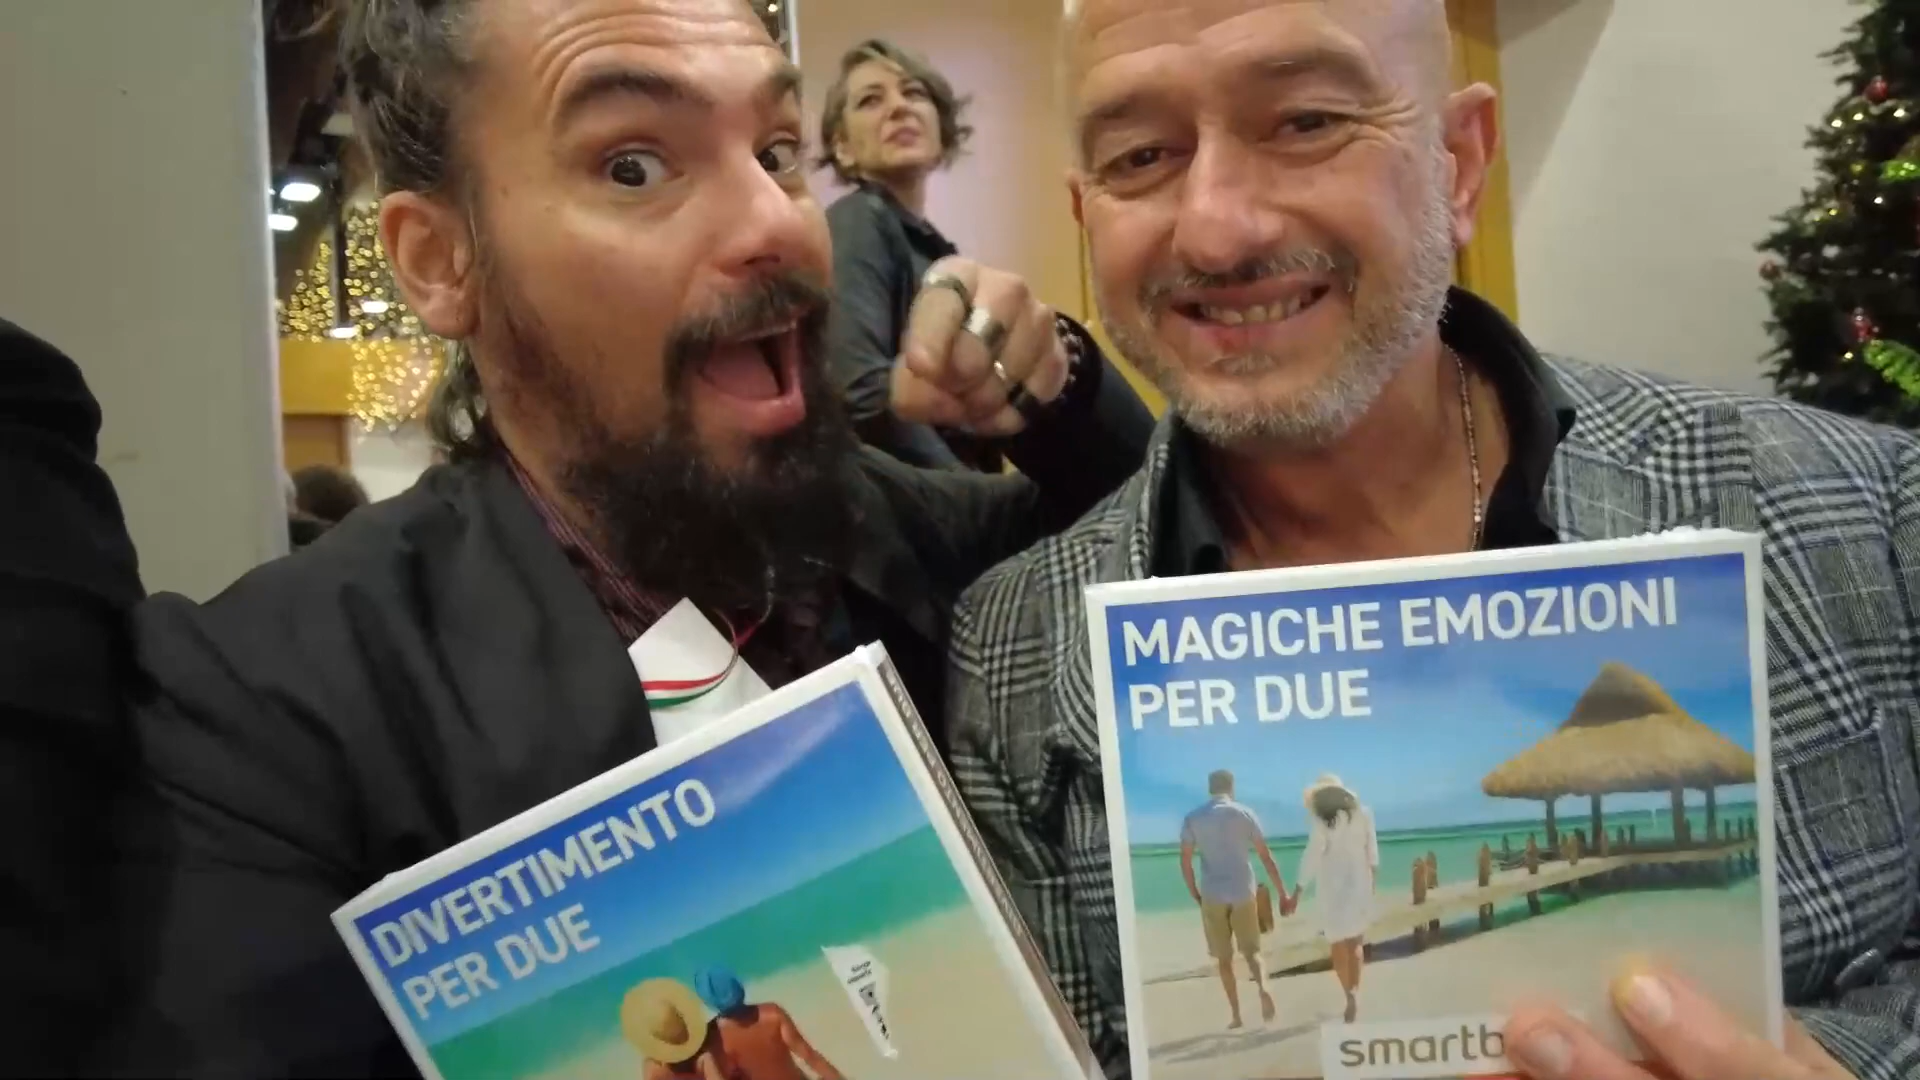 DIVERTIMENTO
PER DUE
MAGICHE EMOZIONI
PER DUE
smartb